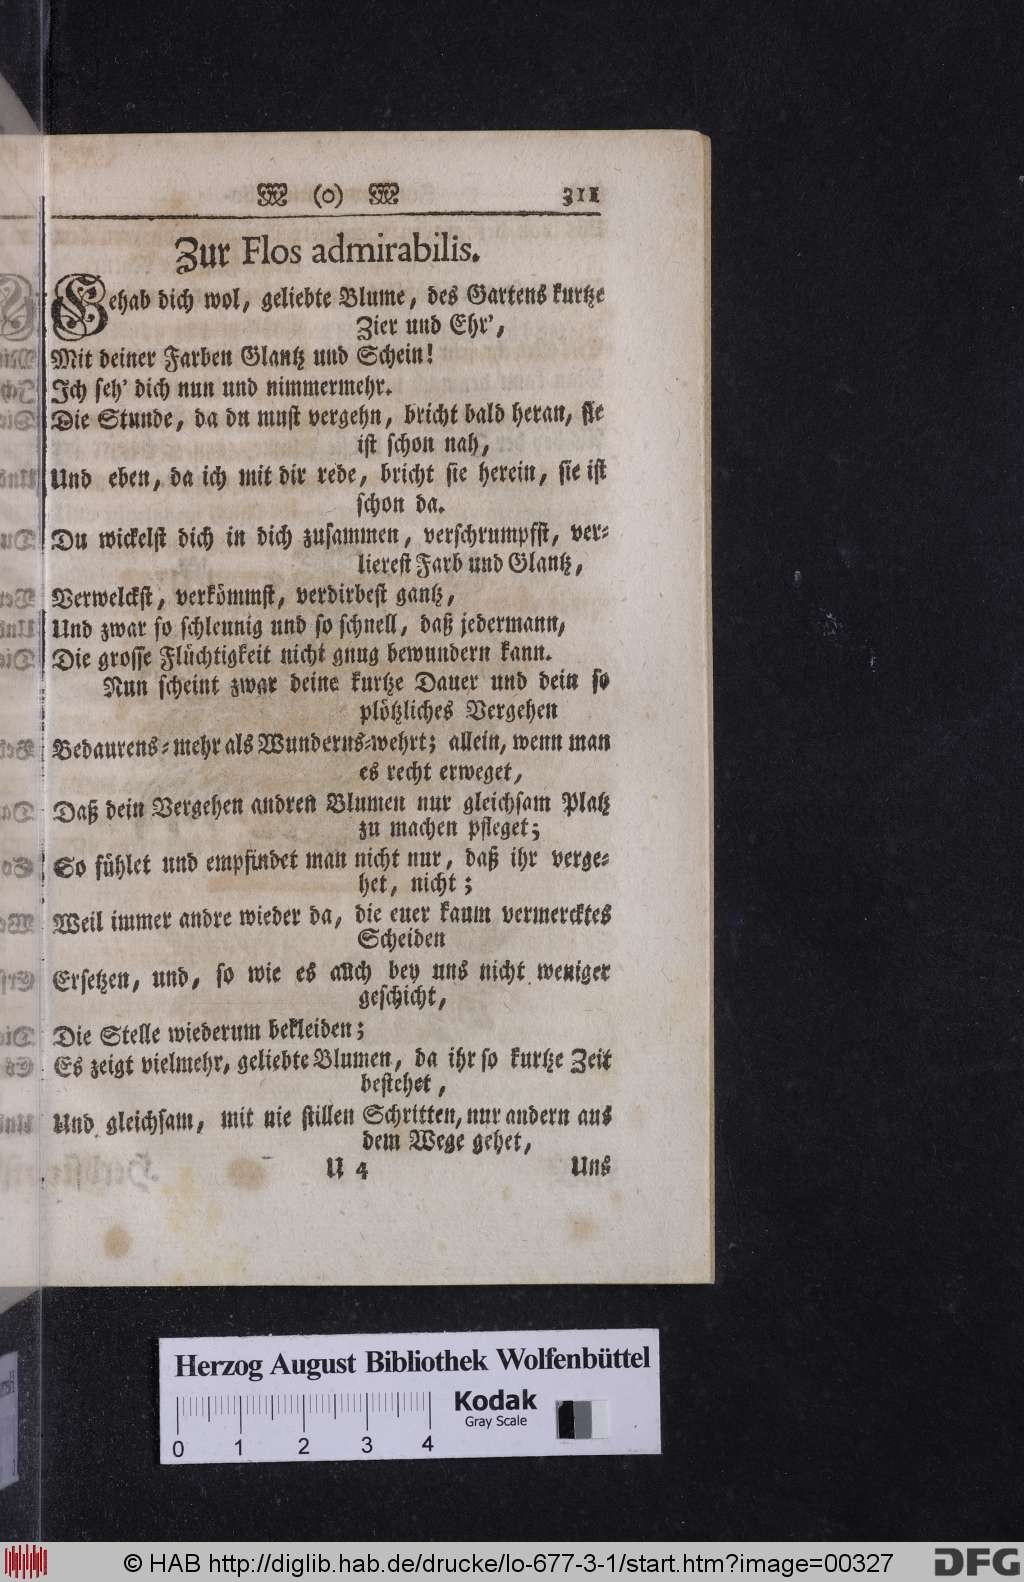 (o) 311
Zur Flos admirabilis.
Gehab dich wol, geliebte Blume, des Gartens kurtze
Zier und Ehr',
Mit deiner Farben Glantz und Schein!
Ich seh' dich nun und nimmermehr.
Die Stunde, da du must vergehn, bricht bald heran, sie
ist schon nah,
Und eben, da ich mit dir rede, bricht sie herein, sie ist
schon da.
Du wickelst dich in dich zusammen, verschrumpfst, ver-
lierest Farb und Glantz,
Verwelckst, verkömmst, verdirbest gantz,
Und zwar so schleunig und so schnell, daß jedermann,
Die grosse Flüchtigkeit nicht gnug bewundern kann.
Nun scheint zwar deine kurtze Dauer und dein so
plötzliches Vergehen
Bedaurens-mehr als Wunderns-wehrt; allein, wenn man
es recht erweget,
Daß dein Vergehen andren Blumen nur gleichsam Platz
zu machen pfleget;
So fühlet und empfindet man nicht nur, daß ihr verge-
het, nicht;
Weil immer andre wieder da, die euer kaum vermercktes
Scheiden
Ersetzen, und, so wie es auch bey uns nicht weniger
geschicht,
Die Stelle wiederum bekleiden;
Es zeigt vielmehr, geliebte Blumen, da ihr so kurtze Zeit
bestehet,
Und gleichsam, mit nie stillen Schritten, nur andern aus
dem Wege gehet,
U 4 Uns
Herzog August Bibliothek Wolfenbüttel
Kodak
Gray Scale
0 1 2 3 4
© HAB http://diglib.hab.de/drucke/lo-677-3-1/start.htm?image=00327
DFG